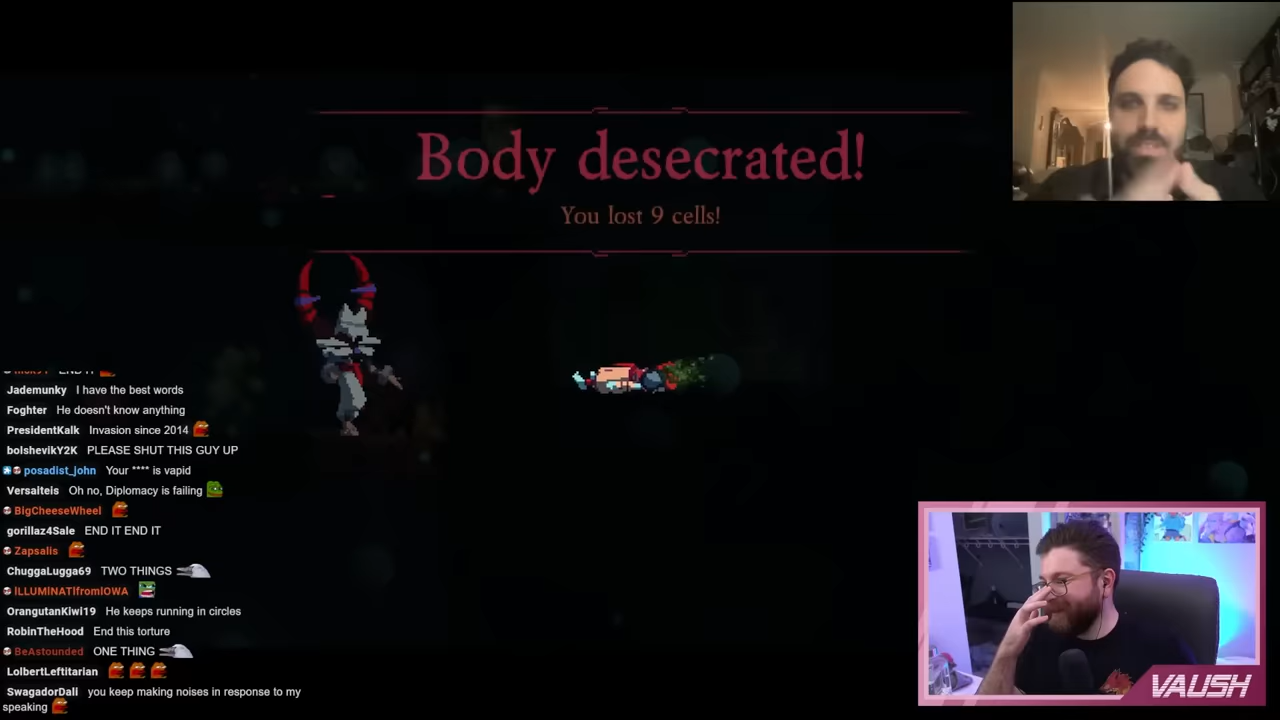 Body desecrated!
You lost 9 cells!
END IT
Jademunky I have the best words
Foghter He doesn't know anything
PresidentKalk Invasion since 2014
bolshevikY2K PLEASE SHUT THIS GUY UP
posadist_john Your **** is vapid
Versalteis Oh no, Diplomacy is failing
BigCheeseWheel
gorillaz4Sale END IT END IT
Zapsalis
ChuggaLugga69 TWO THINGS
ILLUMINATIfromIOWA
OrangutanKiwi19 He keeps running in circles
RobinTheHood End this torture
BeAstounded ONE THING
LolbertLeftitarian
SwagadorDali you keep making noises in response to my
speaking
VAUSH